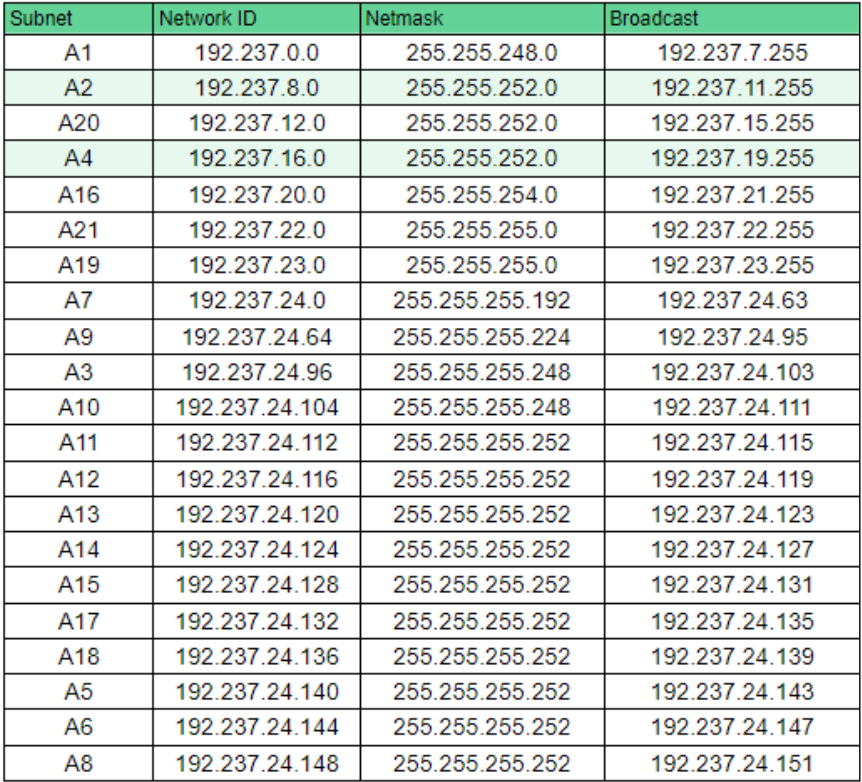 Subnet Network ID Netmask Broadcast
A1 192.237.0.0 255.255.248.0 192.237.7.255
A2 192.237.8.0 255.255.252.0 192.237.11.255
A20 192.237.12.0 255.255.252.0 192.237.15.255
A4 192.237.16.0 255.255.252.0 192.237.19.255
A16 192.237.20.0 255.255.254.0 192.237.21.255
A21 192.237.22.0 255.255.255.0 192.237.22.255
A19 192.237.23.0 255.255.255.0 192.237.23.255
A7 192.237.24.0 255.255.255.192 192.237.24.63
A9 192.237.24.64 255.255.255.224 192.237.24.95
A3 192.237.24.96 255.255.255.248 192.237.24.103
A10 192.237.24.104 255.255.255.248 192.237.24.111
A11 192.237.24.112 255.255.255.252 192.237.24.115
A12 192.237.24.116 255.255.255.252 192.237.24.119
A13 192.237.24.120 255.255.255.252 192.237.24.123
A14 192.237.24.124 255.255.255.252 192.237.24.127
A15 192.237.24.128 255.255.255.252 192.237.24.131
A17 192.237.24.132 255.255.255.252 192.237.24.135
A18 192.237.24.136 255.255.255.252 192.237.24.139
A5 192.237.24.140 255.255.255.252 192.237.24.143
A6 192.237.24.144 255.255.255.252 192.237.24.147
A8 192.237.24.148 255.255.255.252 192.237.24.151